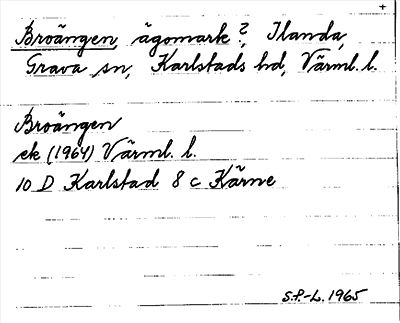 +
Broängen, ägomark?, Ilanda,
Grava sn, Karlstads hd, Värml. l.
Broängen
ek (1964) Värml. l.
10 D Karlstad 8 c Kärne
S.P.-L. 1965